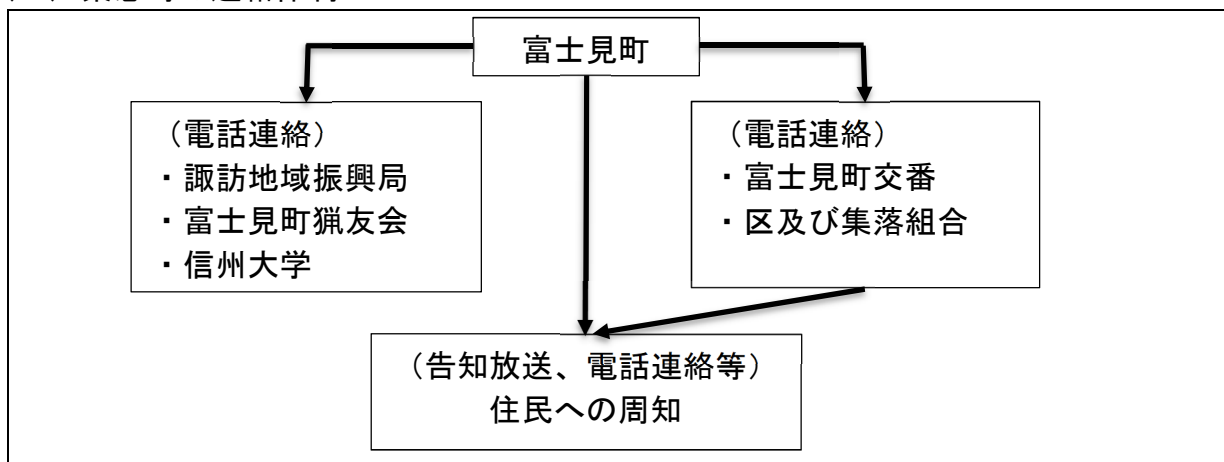 富士見町
（電話連絡）
・諏訪地域振興局
・富士見町猟友会
・信州大学
（電話連絡）
・富士見町交番
・区及び集落組合
（告知放送、電話連絡等）
住民への周知